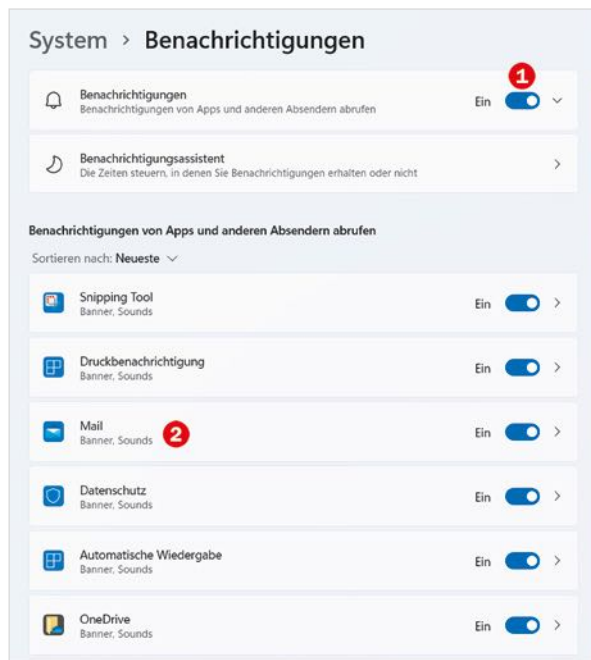 System > Benachrichtigungen
1
Benachrichtigungen
Ein
Benachrichtigungen von Apps und anderen Absendern abrufen
Benachrichtigungsassistent
Die Zeiten steuern, in denen Sie Benachrichtigungen erhalten oder nicht
Benachrichtigungen von Apps und anderen Absendern abrufen
Sortieren nach: Neueste
Snipping Tool
Ein
Banner, Sounds
Druckbenachrichtigung
Ein
Banner, Sounds
Mail
Ein
Banner, Sounds
2
Datenschutz
Ein
Banner, Sounds
Automatische Wiedergabe
Ein
Banner, Sounds
OneDrive
Ein
Banner, Sounds